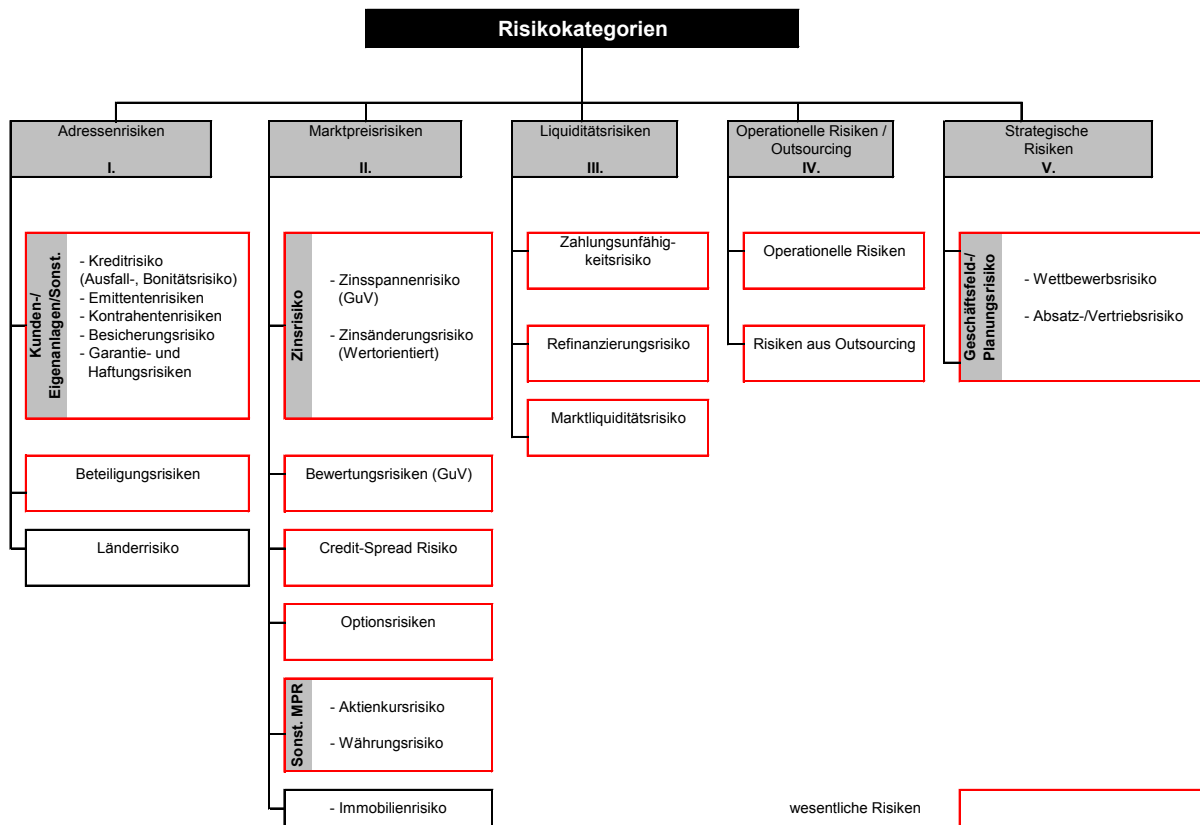 Risikokategorien
Adressenrisiken
I.
Marktpreisrisiken
II.
Liquiditätsrisiken
III.
Operationelle Risiken /
Outsourcing
IV.
Strategische
Risiken
V.
Kunden-/
Eigenanlagen/Sonst.
- Kreditrisiko
(Ausfall-, Bonitätsrisiko)
- Emittentenrisiken
- Kontrahentenrisiken
- Besicherungsrisiko
- Garantie- und
Haftungsrisiken
Beteiligungsrisiken
Länderrisiko
Zinsrisiko
- Zinsspannenrisiko
(GuV)
- Zinsänderungsrisiko
(Wertorientiert)
Bewertungsrisiken (GuV)
Credit-Spread Risiko
Optionsrisiken
Sonst. MPR
- Aktienkursrisiko
- Währungsrisiko
- Immobilienrisiko
Zahlungsunfähig-
keitsrisiko
Refinanzierungsrisiko
Marktliquiditätsrisiko
Operationelle Risiken
Risiken aus Outsourcing
Geschäftsfeld-/
Planungsrisiko
- Wettbewerbsrisiko
- Absatz-/Vertriebsrisiko
wesentliche Risiken